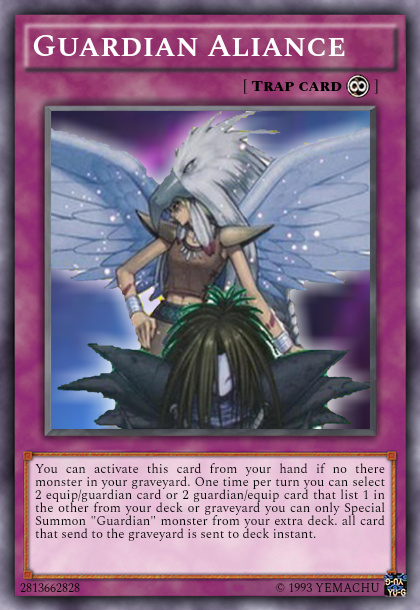 GUARDIAN ALIANCE
[ TRAP CARD ]
You can activate this card from your hand if no there
monster in your graveyard. One time per turn you can select
2 equip/guardian card or 2 guardian/equip card that list 1 in
the other from your deck or graveyard you can only Special
Summon "Guardian" monster from your extra deck. all card
that send to the graveyard is sent to deck instant.
2813662828
© 1993 YEMACHU